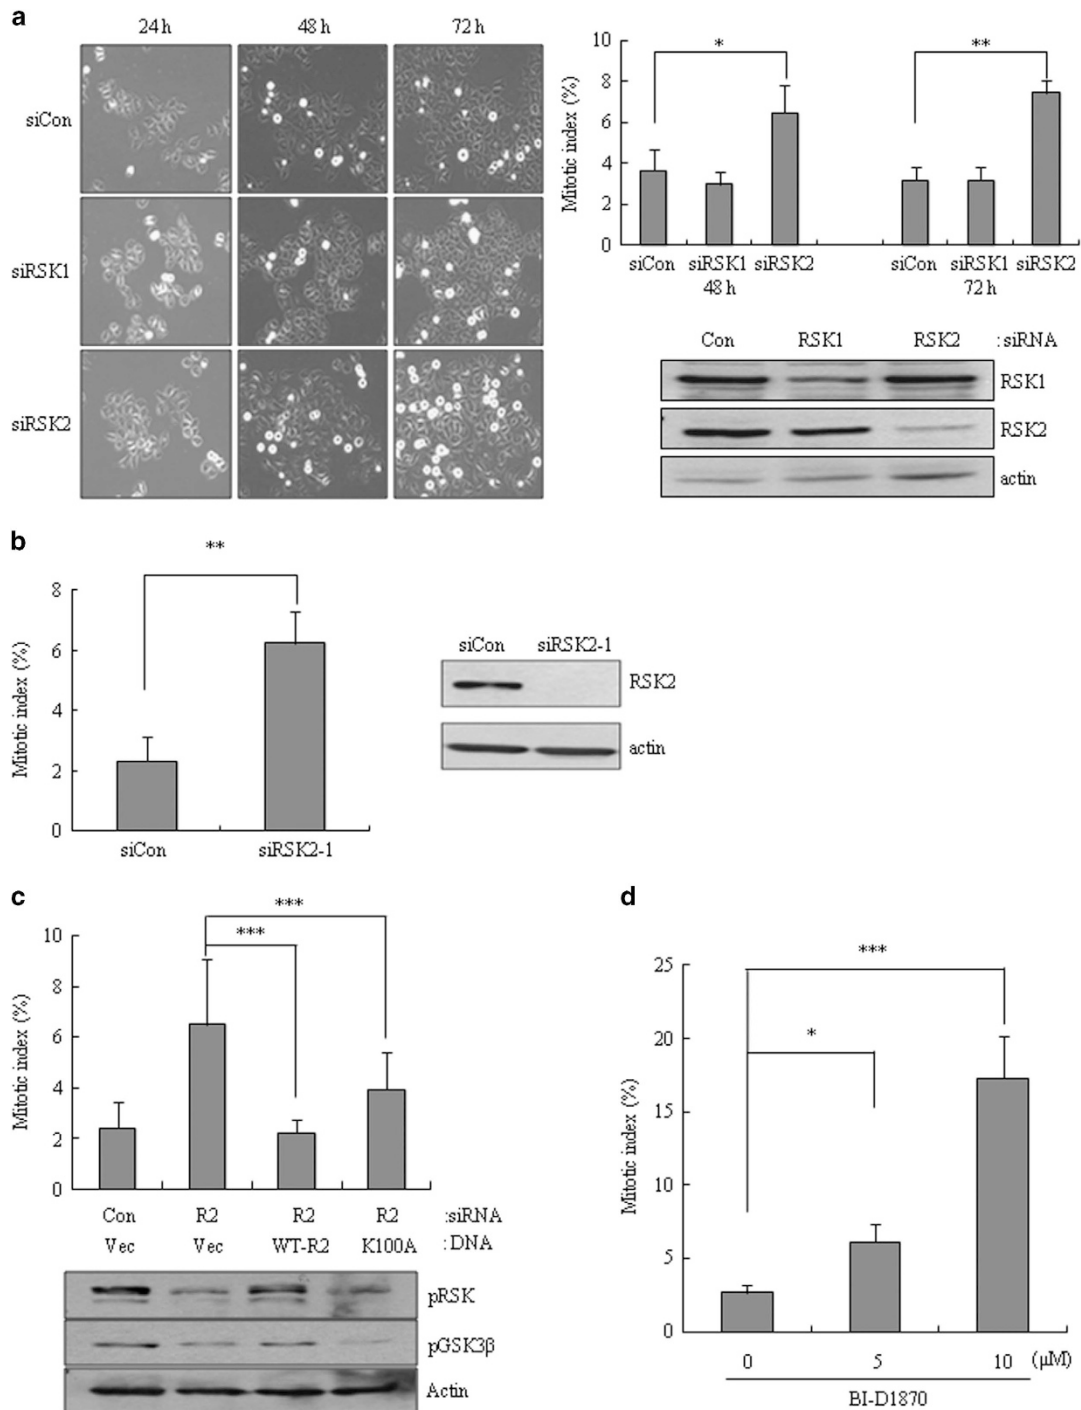 a
24 h 48 h 72 h
siCon
siRSK1
siRSK2
Mitotic index (%)
10
8
6
4
2
0
* **
siCon siRSK1 siRSK2 siCon siRSK1 siRSK2
48 h 72 h
Con RSK1 RSK2 :siRNA
RSK1
RSK2
actin
b
**
Mitotic index (%)
8
6
4
2
0
siCon siRSK2-1
siCon siRSK2-1
RSK2
actin
c
***
***
Mitotic index (%)
10
8
6
4
2
0
Con R2 R2 R2 :siRNA
Vec Vec WT-R2 K100A :DNA
pRSK
pGSK3β
Actin
d
***
*
Mitotic index (%)
25
20
15
10
5
0
0 5 10 (μM)
BI-D1870